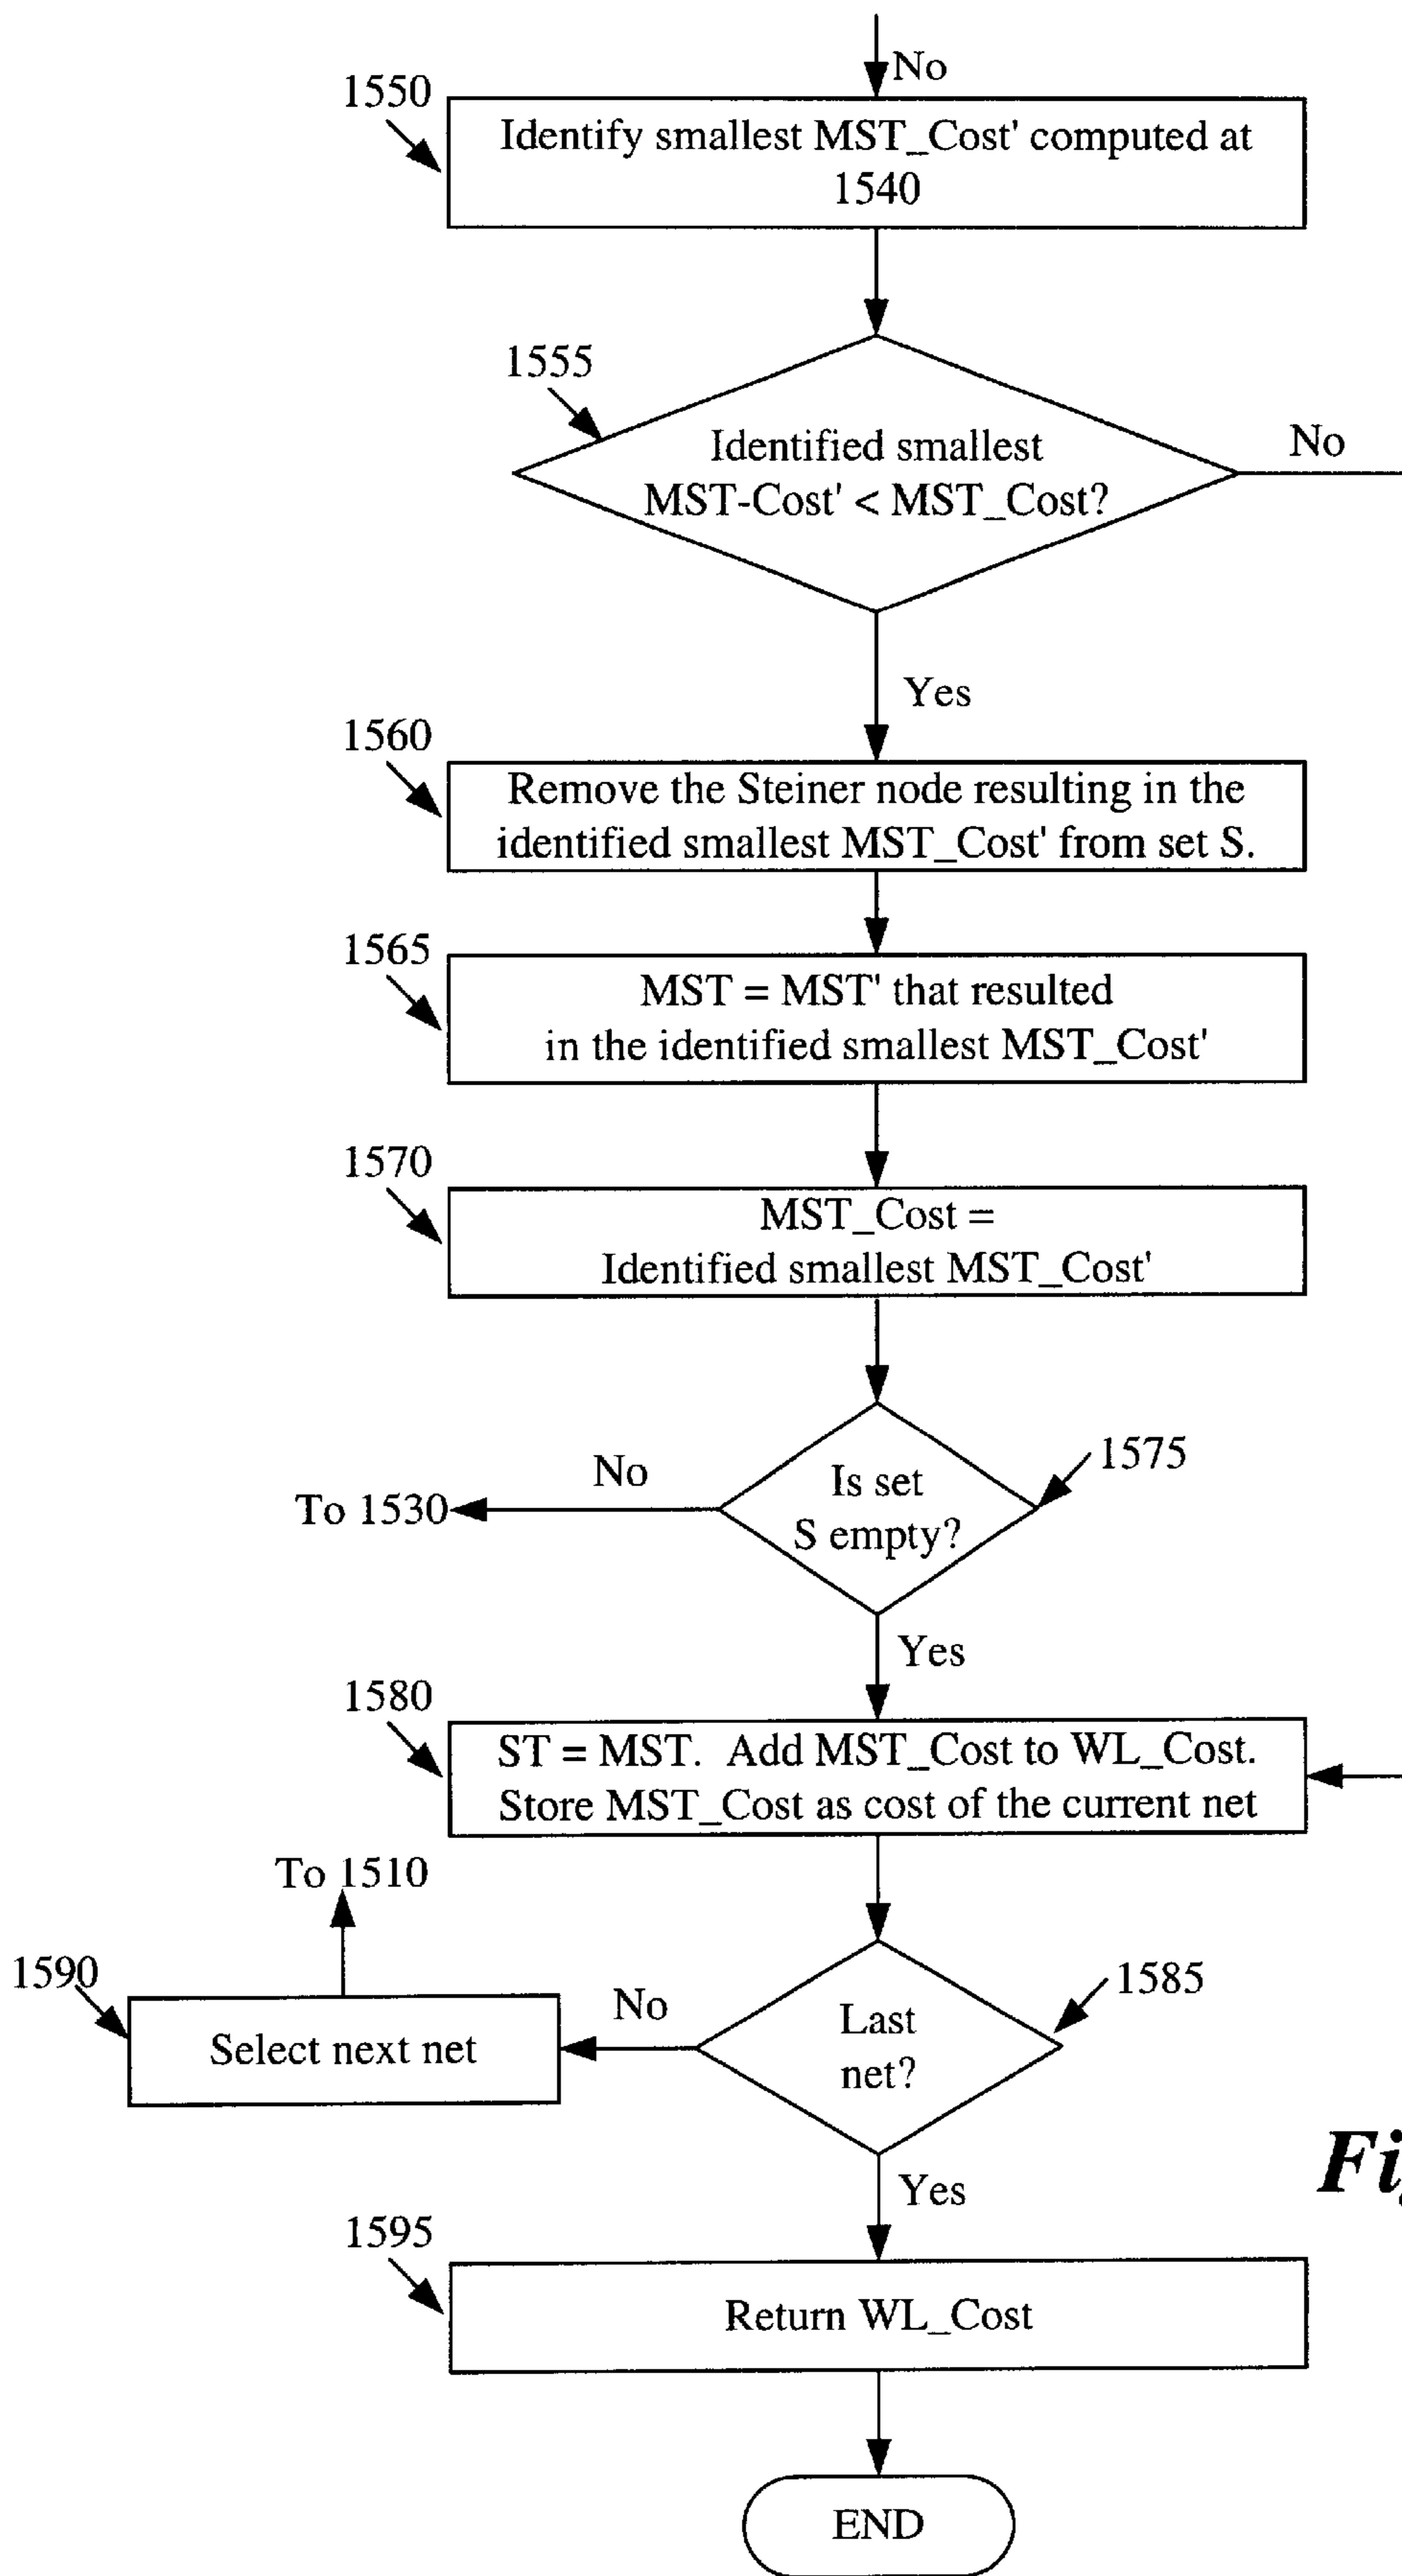 No
1550
Identify smallest MST_Cost' computed at
1540
1555
Identified smallest
MST-Cost' < MST_Cost?
No
Yes
1560
Remove the Steiner node resulting in the
identified smallest MST_Cost' from set S.
1565
MST = MST' that resulted
in the identified smallest MST_Cost'
1570
MST_Cost =
Identified smallest MST_Cost'
1575
Is set
S empty?
No
To 1530
Yes
1580
ST = MST. Add MST_Cost to WL_Cost.
Store MST_Cost as cost of the current net
To 1510
1590
Select next net
No
Last
net?
1585
Yes
1595
Return WL_Cost
END